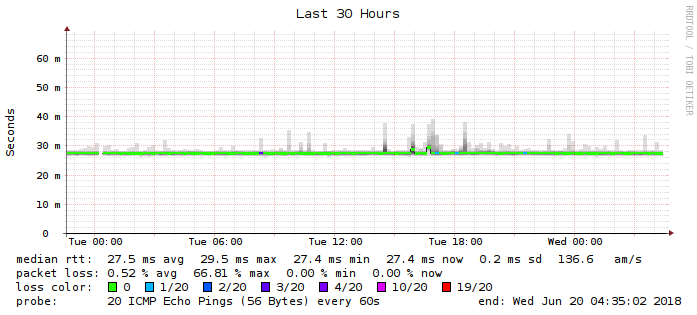 Last 30 Hours
RRDTOOL / TOBI OETIKER
Seconds
60 m
50 m
40 m
30 m
20 m
10 m
0
Tue 00:00 Tue 06:00 Tue 12:00 Tue 18:00 Wed 00:00
median rtt: 27.5 ms avg 29.5 ms max 27.4 ms min 27.4 ms now 0.2 ms sd 136.6 am/s
packet loss: 0.52 % avg 66.81 % max 0.00 % min 0.00 % now
loss color: 0 1/20 2/20 3/20 4/20 10/20 19/20
probe: 20 ICMP Echo Pings (56 Bytes) every 60s end: Wed Jun 20 04:35:02 2018